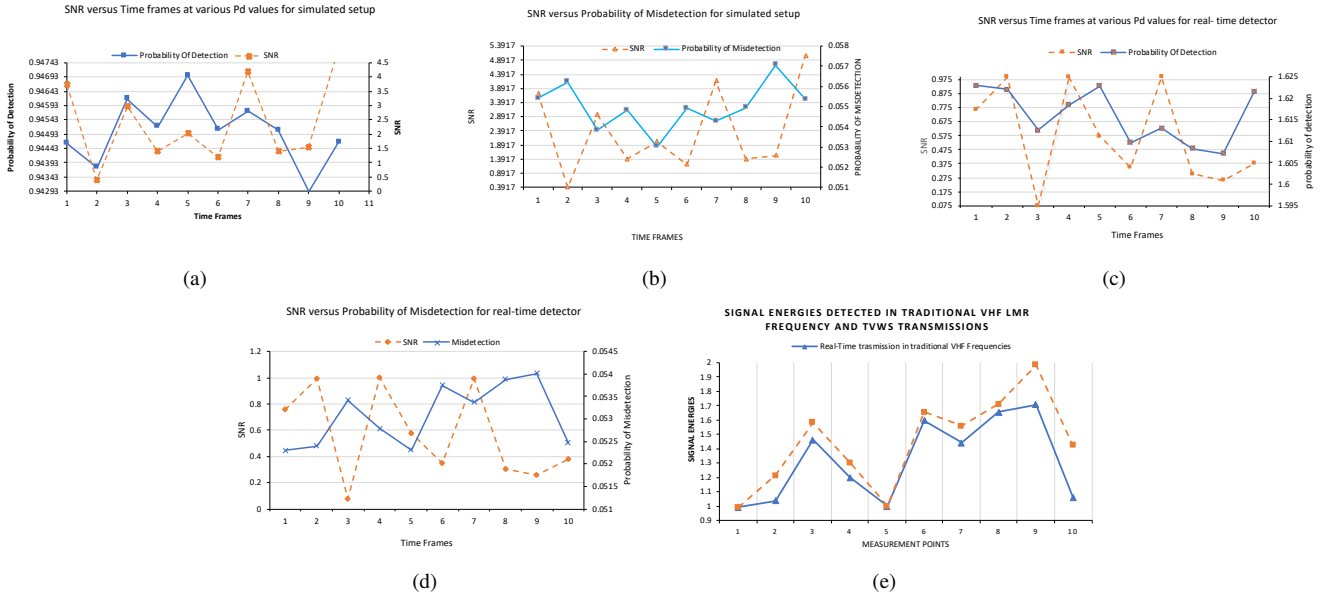 SNR versus Time frames at various Pd values for simulated setup
Probability Of Detection
SNR
0.94743
0.94693
0.94643
0.94593
0.94543
0.94493
0.94443
0.94393
0.94343
0.94293
Probability of Detection
4.5
4
3.5
3
2.5
2
1.5
1
0.5
0
SNR
1 2 3 4 5 6 7 8 9 10 11
Time Frames
(a)
SNR versus Probability of Misdetection for simulated setup
SNR
Probability of Misdetection
5.3917
4.8917
4.3917
3.8917
3.3917
2.8917
2.3917
1.8917
1.3917
0.8917
0.3917
SNR
0.058
0.057
0.056
0.055
0.054
0.053
0.052
0.051
PROBABILITY OF MISDETECTION
1 2 3 4 5 6 7 8 9 10
TIME FRAMES
(b)
SNR versus Time frames at various Pd values for real- time detector
SNR
Probability of Detection
0.975
0.875
0.775
0.675
0.575
0.475
0.375
0.275
0.175
0.075
SNR
1.625
1.62
1.615
1.61
1.605
1.6
1.595
probability of detection
1 2 3 4 5 6 7 8 9 10
Time Frames
(c)
SNR versus Probability of Misdetection for real-time detector
SNR
Misdetection
1.2
1
0.8
0.6
0.4
0.2
0
SNR
0.0545
0.054
0.0535
0.053
0.0525
0.052
0.0515
0.051
Probability of Misdetection
1 2 3 4 5 6 7 8 9 10
Time Frames
(d)
SIGNAL ENERGIES DETECTED IN TRADITIONAL VHF LMR
FREQUENCY AND TVWS TRANSMISSIONS
Real-Time trasmission in traditional VHF Frequencies
2
1.9
1.8
1.7
1.6
1.5
1.4
1.3
1.2
1.1
1
0.9
SIGNAL ENERGIES
1 2 3 4 5 6 7 8 9 10
MEASUREMENT POINTS
(e)